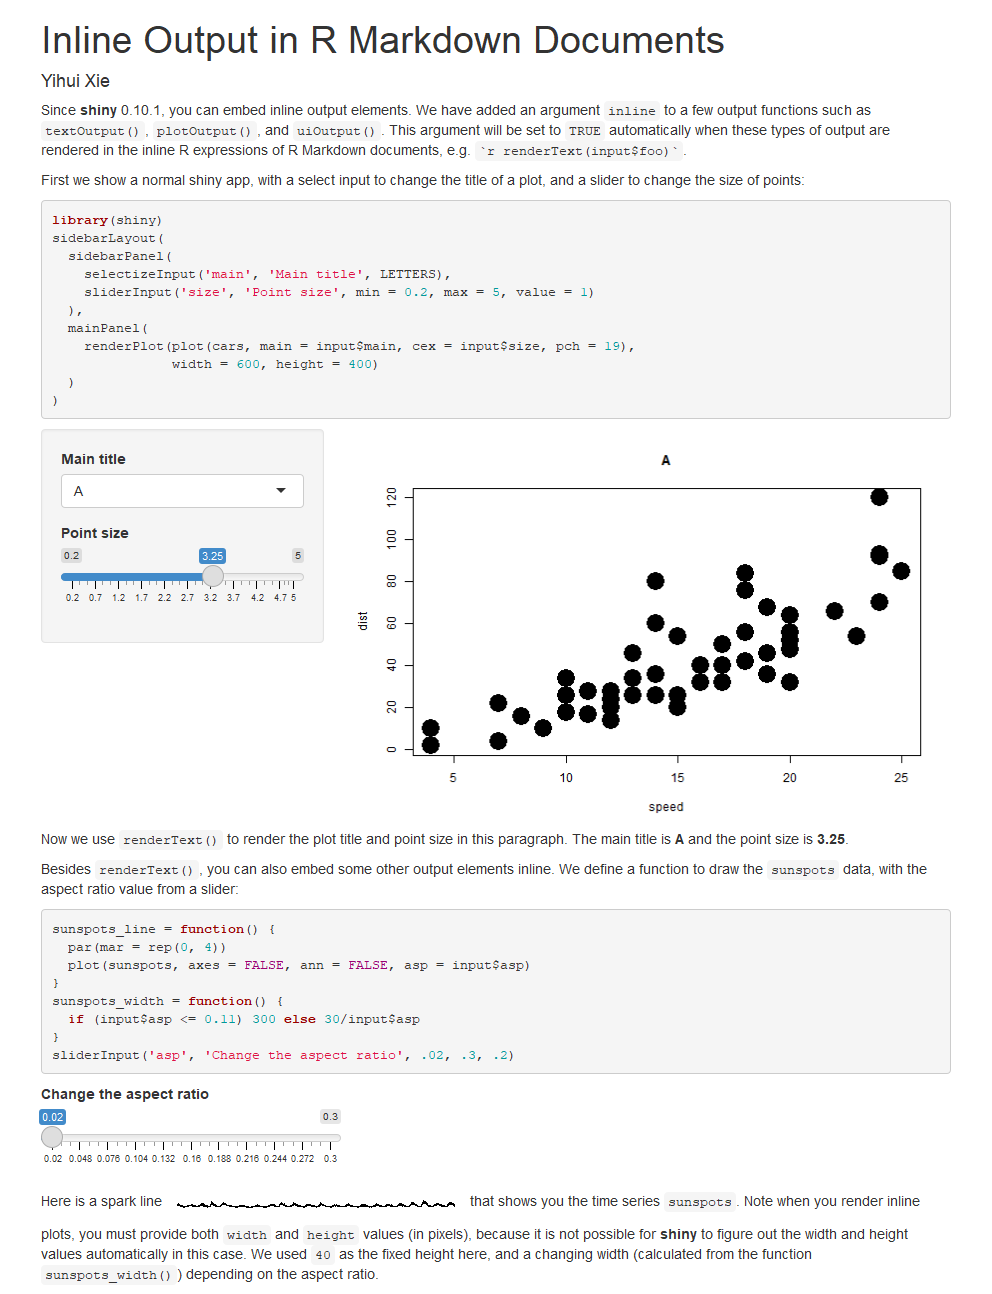 Inline Output in R Markdown Documents
Yihui Xie
Since shiny 0.10.1, you can embed inline output elements. We have added an argument inline to a few output functions such as
textOutput(), plotOutput(), and uiOutput(). This argument will be set to TRUE automatically when these types of output are
rendered in the inline R expressions of R Markdown documents, e.g. `r renderText(input$foo)`.
First we show a normal shiny app, with a select input to change the title of a plot, and a slider to change the size of points:
library(shiny)
sidebarLayout(
  sidebarPanel(
    selectizeInput('main', 'Main title', LETTERS),
    sliderInput('size', 'Point size', min = 0.2, max = 5, value = 1)
  ),
  mainPanel(
    renderPlot(plot(cars, main = input$main, cex = input$size, pch = 19),
               width = 600, height = 400)
  )
)
Main title
A
Point size
0.2 3.25 5
0.2 0.7 1.2 1.7 2.2 2.7 3.2 3.7 4.2 4.7 5
A
120
100
80
60
40
20
0
dist
5 10 15 20 25
speed
Now we use renderText() to render the plot title and point size in this paragraph. The main title is A and the point size is 3.25.
Besides renderText(), you can also embed some other output elements inline. We define a function to draw the sunspots data, with the
aspect ratio value from a slider:
sunspots_line = function() {
  par(mar = rep(0, 4))
  plot(sunspots, axes = FALSE, ann = FALSE, asp = input$asp)
}
sunspots_width = function() {
  if (input$asp <= 0.11) 300 else 30/input$asp
}
sliderInput('asp', 'Change the aspect ratio', .02, .3, .2)
Change the aspect ratio
0.02 0.3
0.02 0.048 0.076 0.104 0.132 0.16 0.188 0.216 0.244 0.272 0.3
Here is a spark line that shows you the time series sunspots. Note when you render inline
plots, you must provide both width and height values (in pixels), because it is not possible for shiny to figure out the width and height
values automatically in this case. We used 40 as the fixed height here, and a changing width (calculated from the function
sunspots_width()) depending on the aspect ratio.